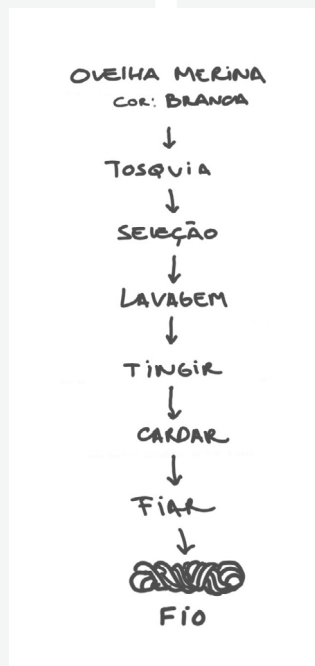 OVELHA MERINA
COR: BRANCA
TOSQUIA
SELEÇÃO
LAVAGEM
TINGIR
CARDAR
FIAR
FIO